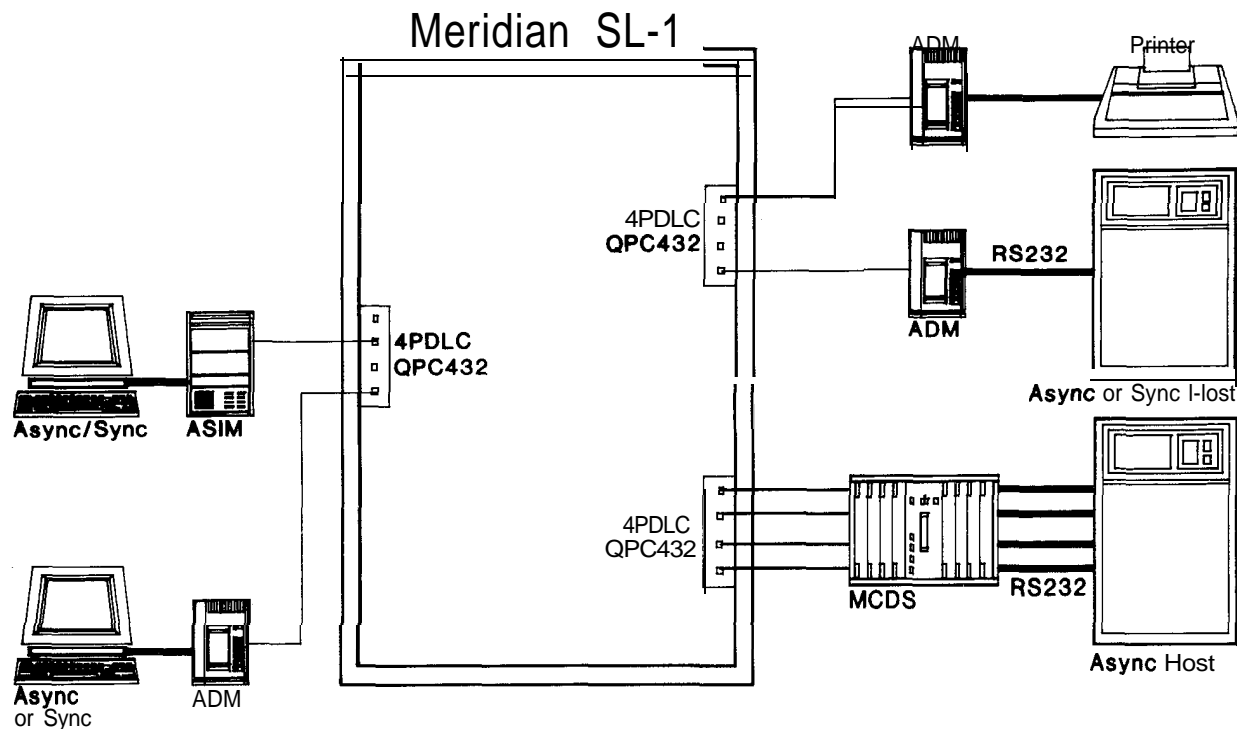 Meridian SL-1
ADM
Printer
4PDLC
QPC432
RS232
ADM
Async or Sync I-lost
4PDLC
QPC432
Async/Sync
ASIM
4PDLC
QPC432
MCDS
RS232
Async Host
Async
or Sync
ADM